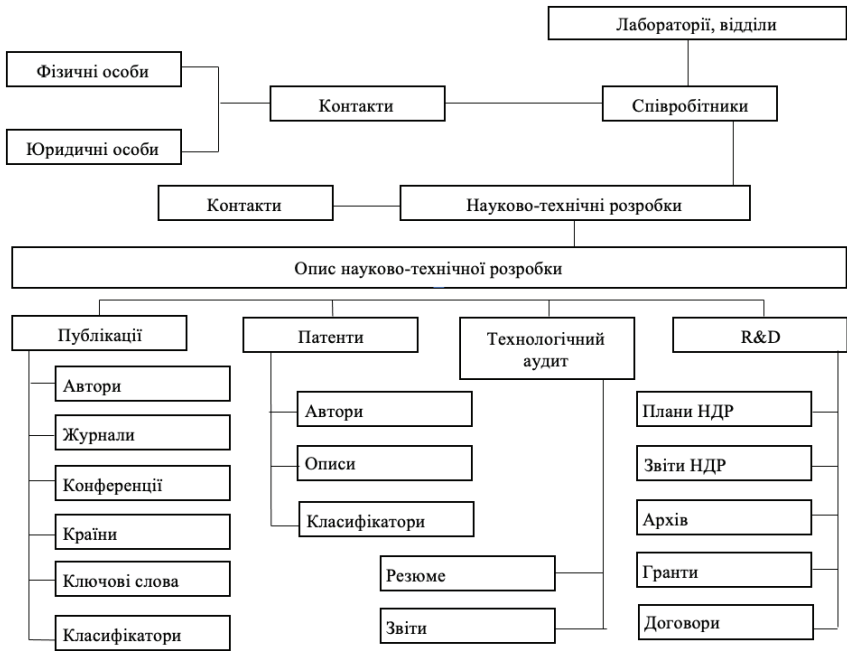 Лабораторії, відділи
Фізичні особи
Контакти
Співробітники
Юридичні особи
Контакти
Науково-технічні розробки
Опис науково-технічної розробки
Публікації
Автори
Журнали
Конференції
Країни
Ключові слова
Класифікатори
Патенти
Автори
Описи
Класифікатори
Технологічний
аудит
Резюме
Звіти
R&D
Плани НДР
Звіти НДР
Архів
Гранти
Договори